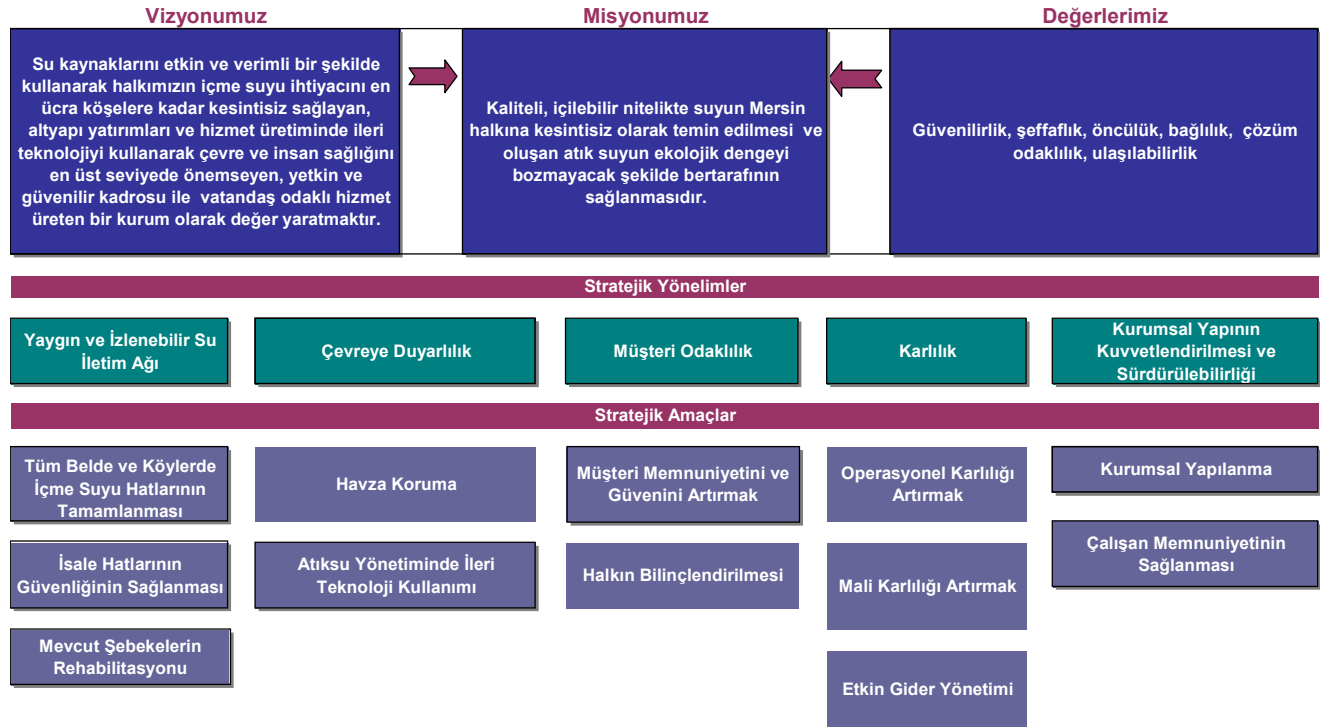 Vizyonumuz
Su kaynaklarını etkin ve verimli bir şekilde
kullanarak halkımızın içme suyu ihtiyacını en
ücra köşelere kadar kesintisiz sağlayan,
altyapı yatırımları ve hizmet üretiminde ileri
teknolojiyi kullanarak çevre ve insan sağlığını
en üst seviyede önemseyen, yetkin ve
güvenilir kadrosu ile vatandaş odaklı hizmet
üreten bir kurum olarak değer yaratmaktır.
Misyonumuz
Kaliteli, içilebilir nitelikte suyun Mersin
halkına kesintisiz olarak temin edilmesi ve
oluşan atık suyun ekolojik dengeyi
bozmayacak şekilde bertarafının
sağlanmasıdır.
Değerlerimiz
Güvenilirlik, şeffaflık, öncülük, bağlılık, çözüm
odaklılık, ulaşılabilirlik
Stratejik Yönelimler
Yaygın ve İzlenebilir Su
İletim Ağı
Çevreye Duyarlılık
Müşteri Odaklılık
Karlılık
Kurumsal Yapının
Kuvvetlendirilmesi ve
Sürdürülebilirliği
Stratejik Amaçlar
Tüm Belde ve Köylerde
İçme Suyu Hatlarının
Tamamlanması
Havza Koruma
Müşteri Memnuniyetini ve
Güvenini Artırmak
Operasyonel Karlılığı
Artırmak
Kurumsal Yapılanma
İsale Hatlarının
Güvenliğinin Sağlanması
Atıksu Yönetiminde İleri
Teknoloji Kullanımı
Halkın Bilinçlendirilmesi
Mali Karlılığı Artırmak
Çalışan Memnuniyetinin
Sağlanması
Mevcut Şebekelerin
Rehabilitasyonu
Etkin Gider Yönetimi